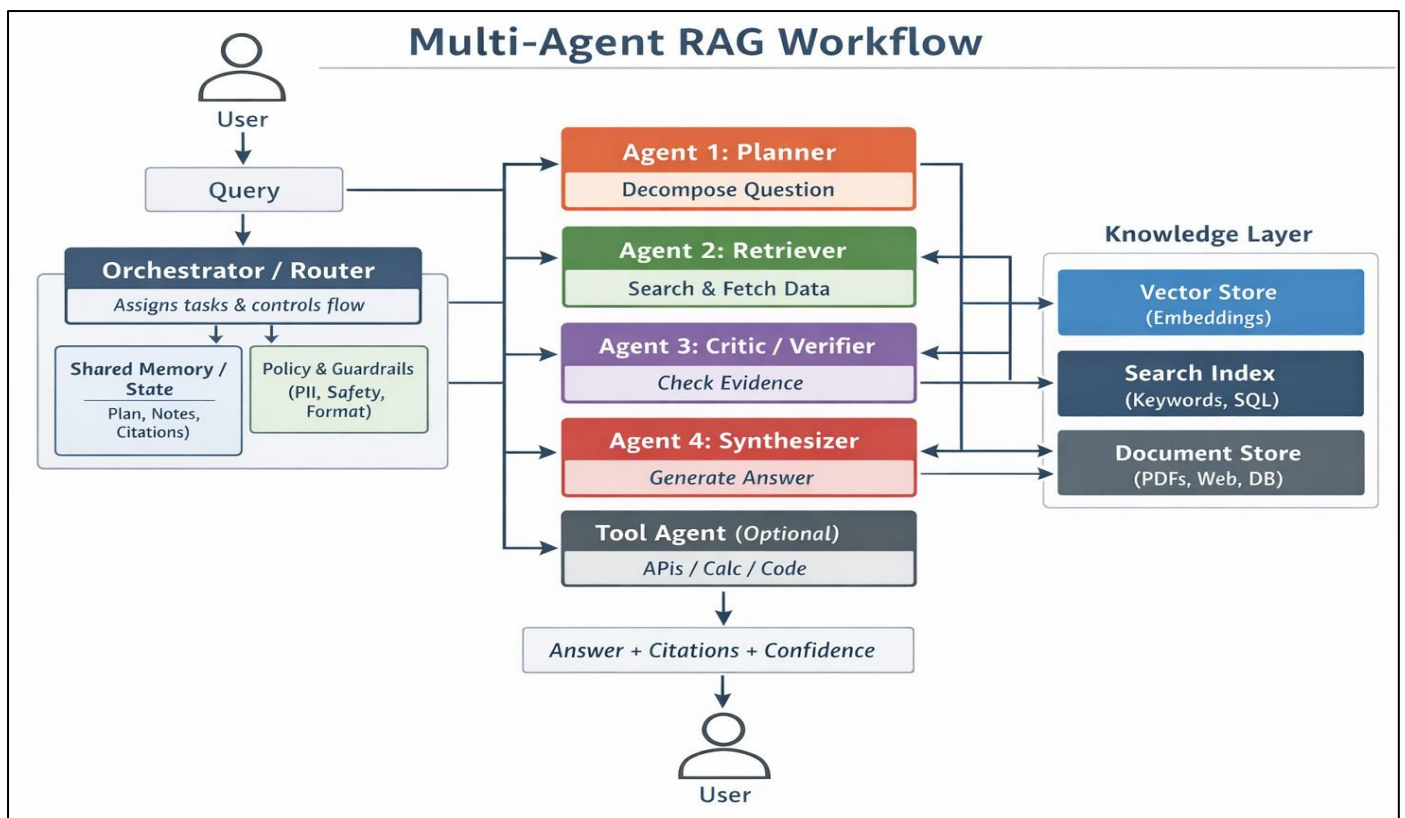 Multi-Agent RAG Workflow
User
Query
Orchestrator / Router
Assigns tasks & controls flow
Shared Memory /
State
Plan, Notes,
Citations)
Policy & Guardrails
(PII, Safety,
Format)
Agent 1: Planner
Decompose Question
Agent 2: Retriever
Search & Fetch Data
Agent 3: Critic / Verifier
Check Evidence
Agent 4: Synthesizer
Generate Answer
Tool Agent (Optional)
APis / Calc / Code
Knowledge Layer
Vector Store
(Embeddings)
Search Index
(Keywords, SQL)
Document Store
(PDFs, Web, DB)
Answer + Citations + Confidence
User